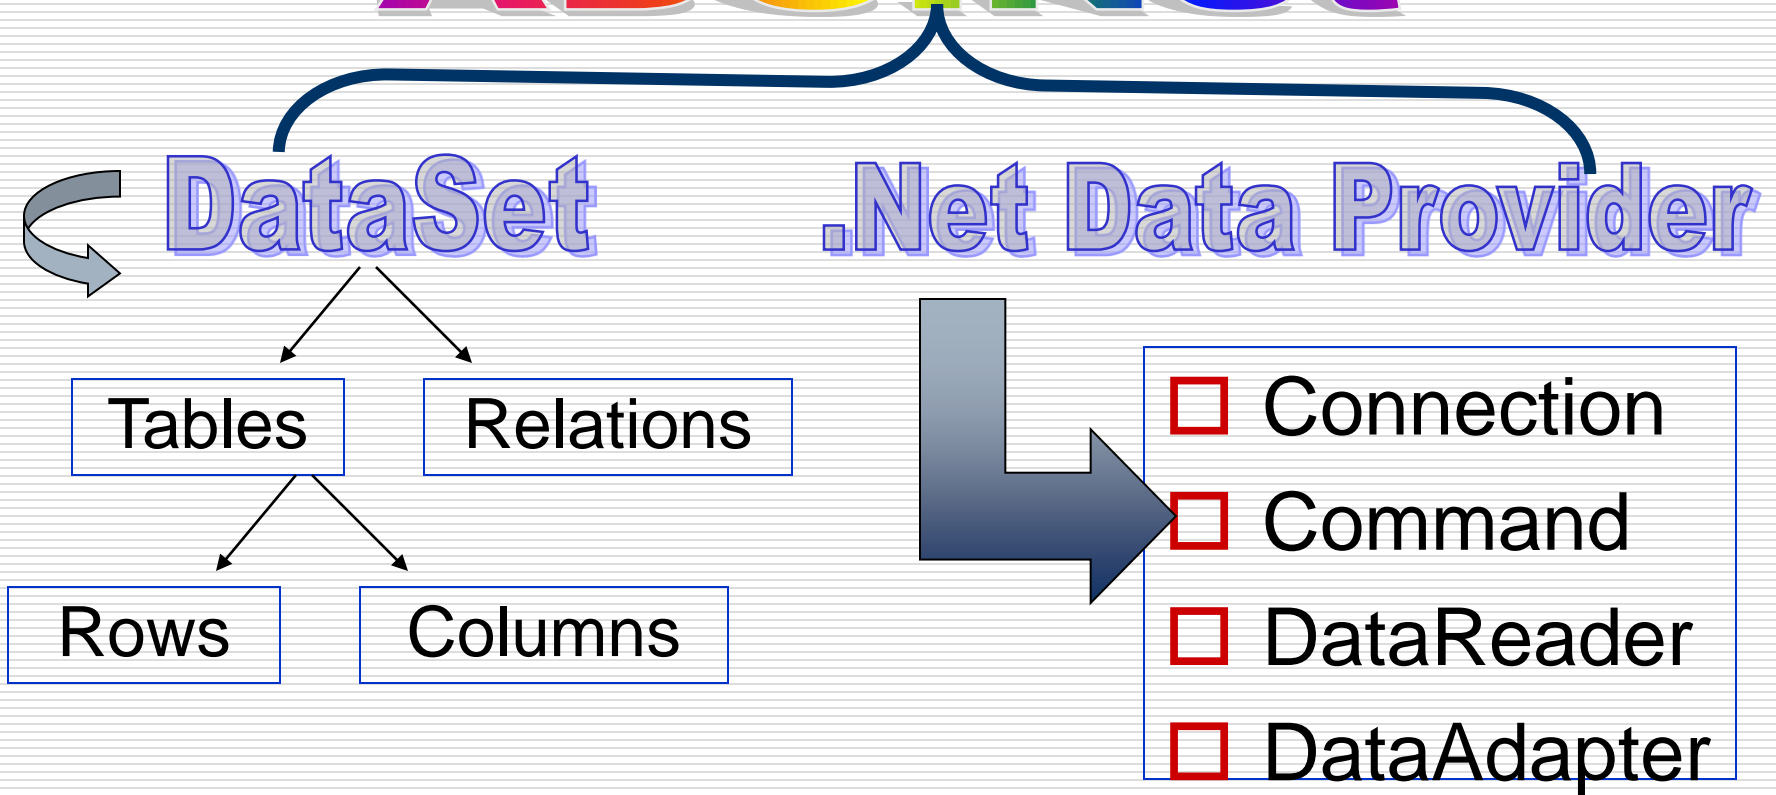 DataSet
.Net Data Provider
Tables
Relations
Rows
Columns
Connection
Command
DataReader
DataAdapter